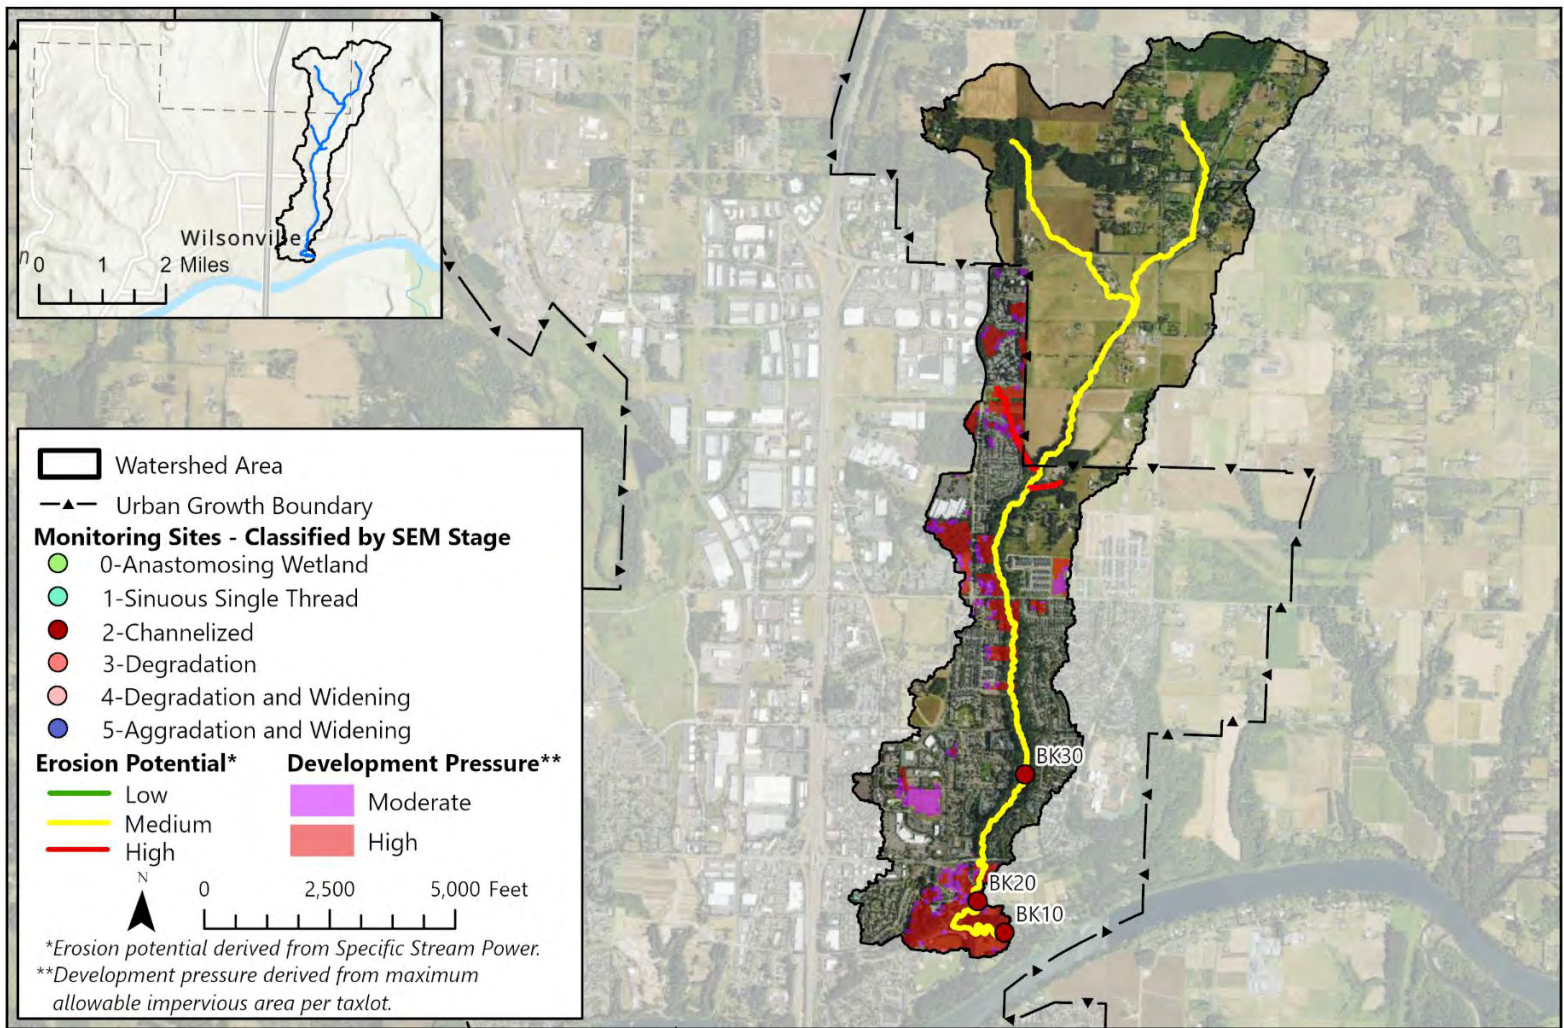 Wilsonville
n
0 1 2
Miles
Watershed Area
Urban Growth Boundary
Monitoring Sites - Classified by SEM Stage
0-Anastomosing Wetland
1-Sinuous Single Thread
2-Channelized
3-Degradation
4-Degradation and Widening
5-Aggradation and Widening
Erosion Potential* Development Pressure**
Low
Medium
High
Moderate
High
N
0 2,500 5,000 Feet
*Erosion potential derived from Specific Stream Power.
**Development pressure derived from maximum
allowable impervious area per taxlot.
BK30
BK20
BK10